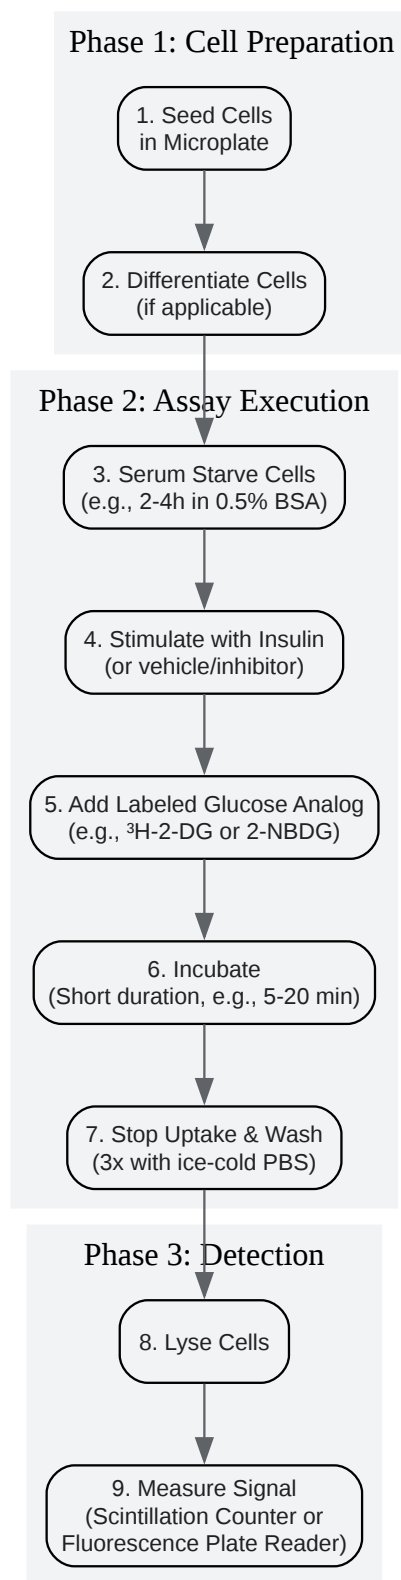 Phase 1: Cell Preparation
1. Seed Cells
in Microplate
2. Differentiate Cells
(if applicable)
Phase 2: Assay Execution
3. Serum Starve Cells
(e.g., 2-4h in 0.5% BSA)
4. Stimulate with Insulin
(or vehicle/inhibitor)
5. Add Labeled Glucose Analog
(e.g., ³H-2-DG or 2-NBDG)
6. Incubate
(Short duration, e.g., 5-20 min)
7. Stop Uptake & Wash
(3x with ice-cold PBS)
Phase 3: Detection
8. Lyse Cells
9. Measure Signal
(Scintillation Counter or
Fluorescence Plate Reader)